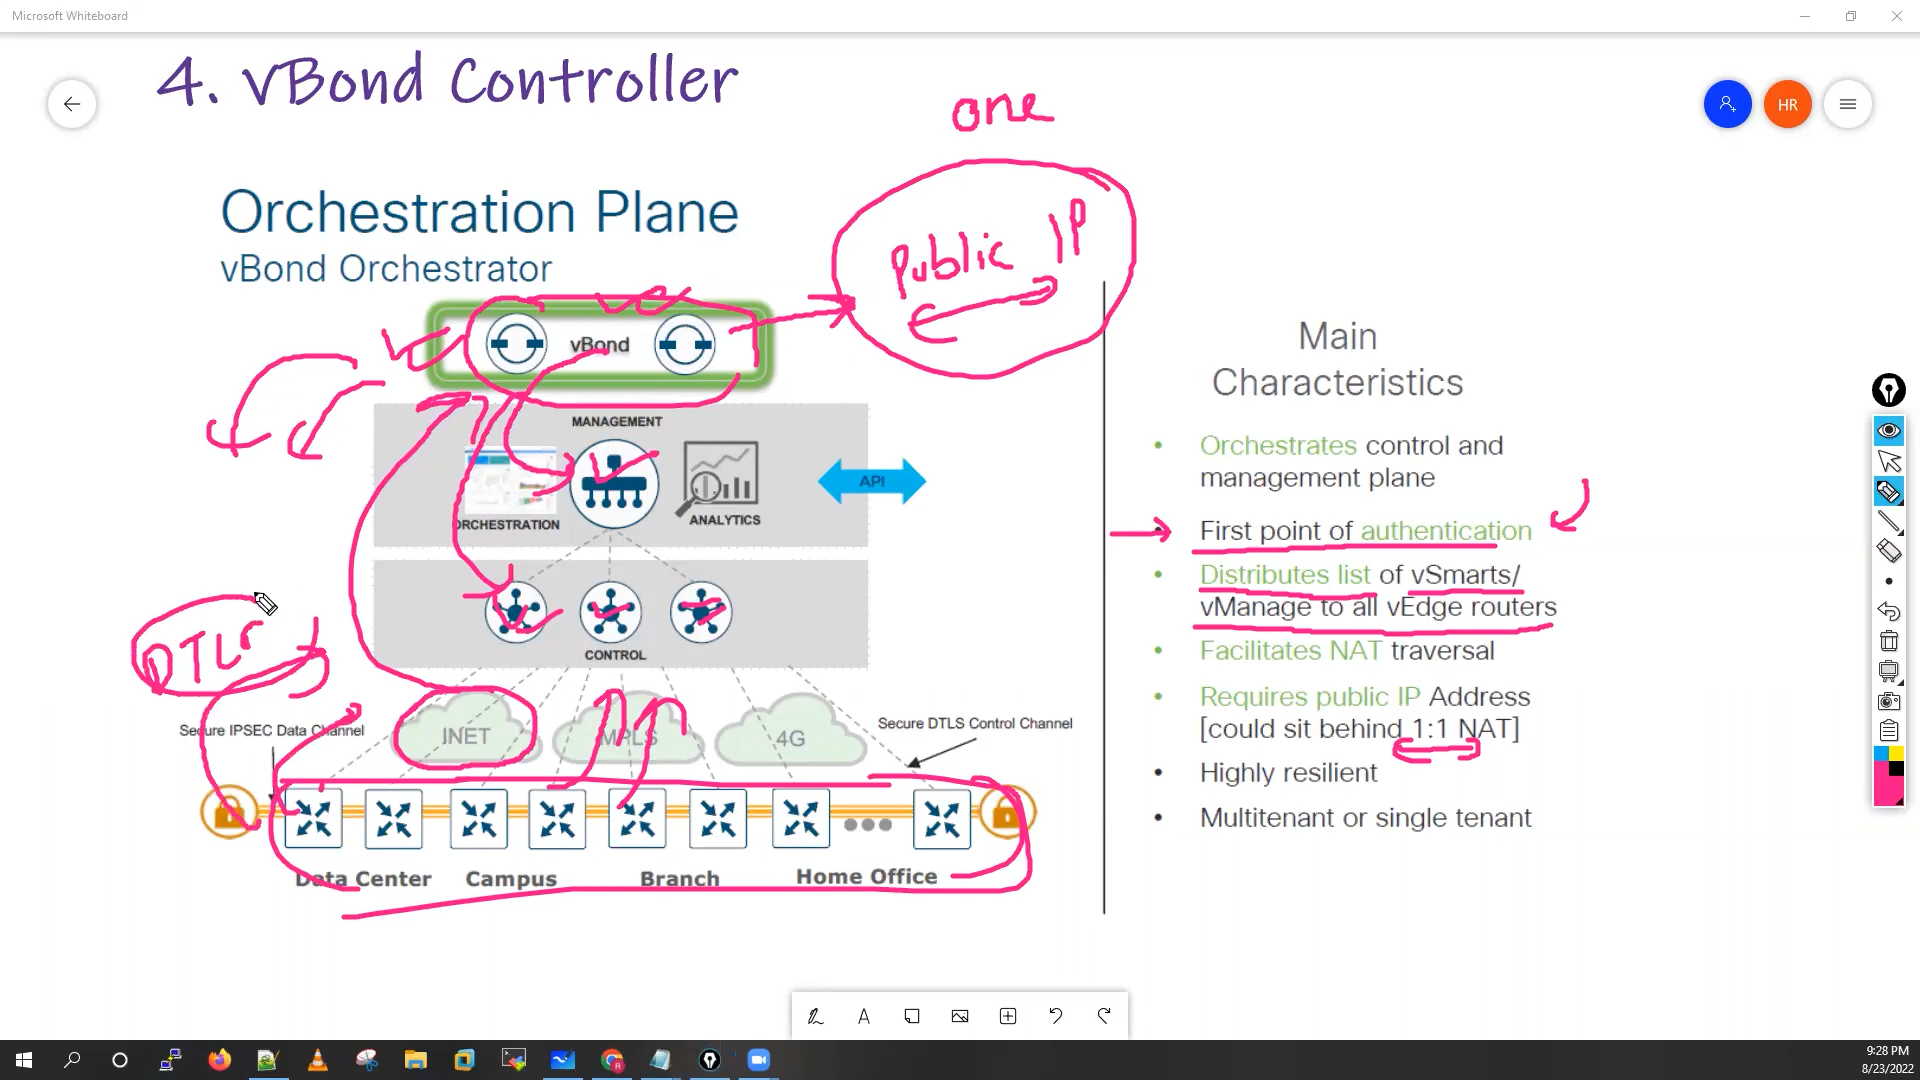 Microsoft Whiteboard
4. vBond Controller
one
HR
Orchestration Plane
vBond Orchestrator
Public IP
vBond
MANAGEMENT
ORCHESTRATION
ANALYTICS
API
CONTROL
DTLS
Secure IPSEC Data Channel
INET
MPLS
4G
Secure DTLS Control Channel
Data Center
Campus
Branch
Home Office
Main
Characteristics
• Orchestrates control and
management plane
• First point of authentication
• Distributes list of vSmarts/
vManage to all vEdge routers
• Facilitates NAT traversal
• Requires public IP Address
[could sit behind 1:1 NAT]
• Highly resilient
• Multitenant or single tenant
9:28 PM
8/23/2022